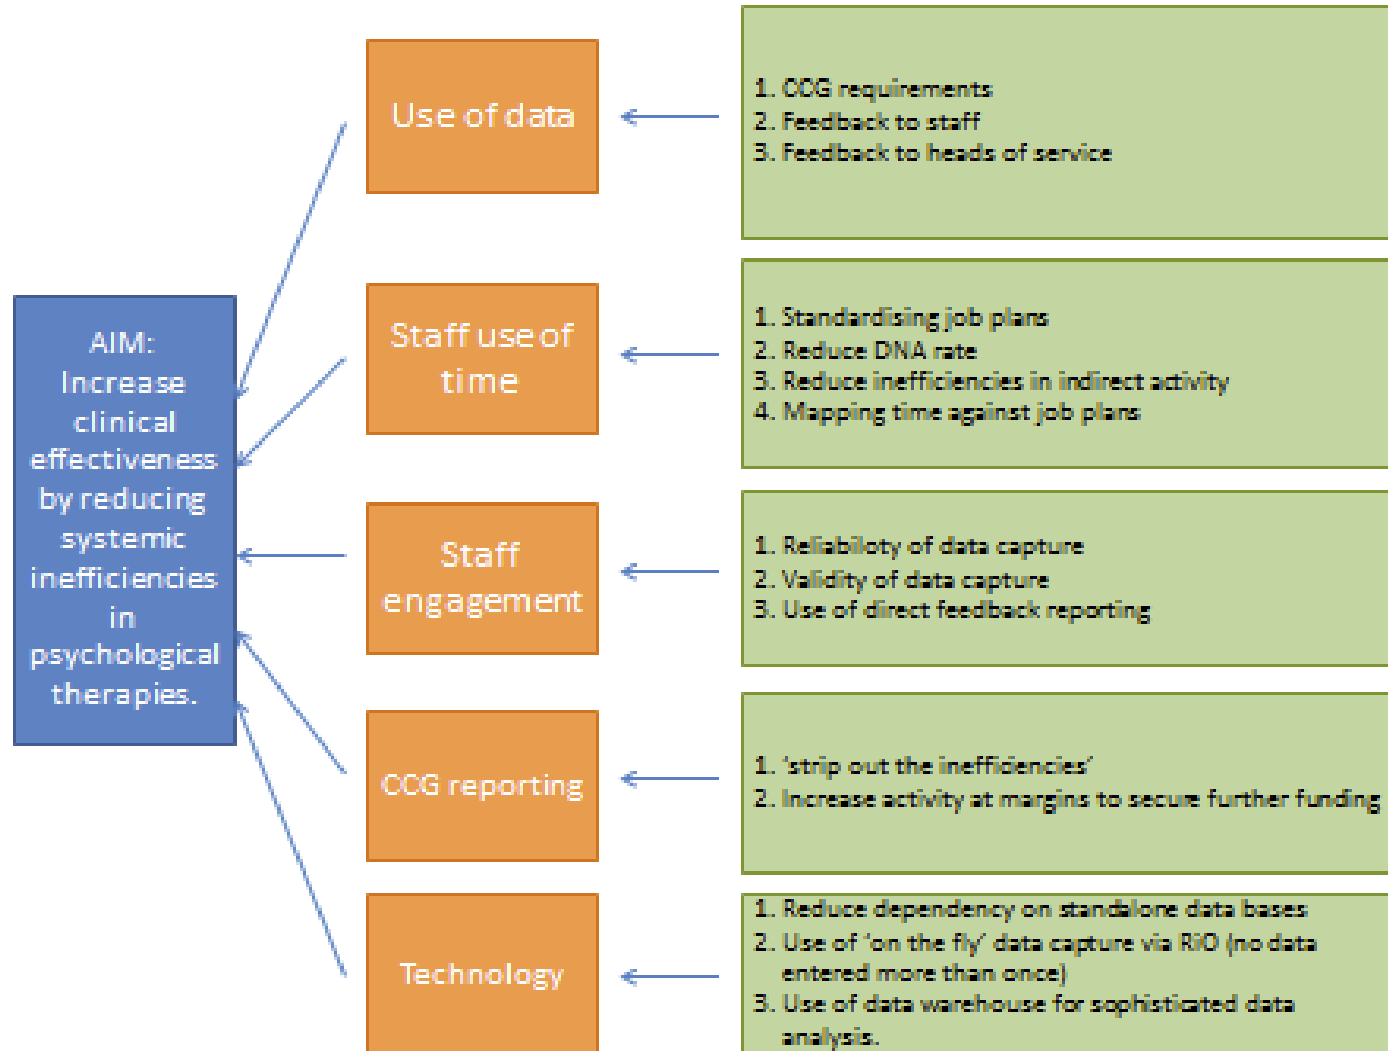 AIM:
Increase
clinical
effectiveness
by reducing
systemic
inefficiencies
in
psychological
therapies.
Use of data
1. CCG requirements
2. Feedback to staff
3. Feedback to heads of service
Staff use of
time
1. Standardising job plans
2. Reduce DNA rate
3. Reduce inefficiencies in indirect activity
4. Mapping time against job plans
Staff
engagement
1. Reliabiloty of data capture
2. Validity of data capture
3. Use of direct feedback reporting
CCG reporting
1. ‘strip out the inefficiencies’
2. Increase activity at margins to secure further funding
Technology
1. Reduce dependency on standalone data bases
2. Use of ‘on the fly’ data capture via RiO (no data
entered more than once)
3. Use of data warehouse for sophisticated data
analysis.